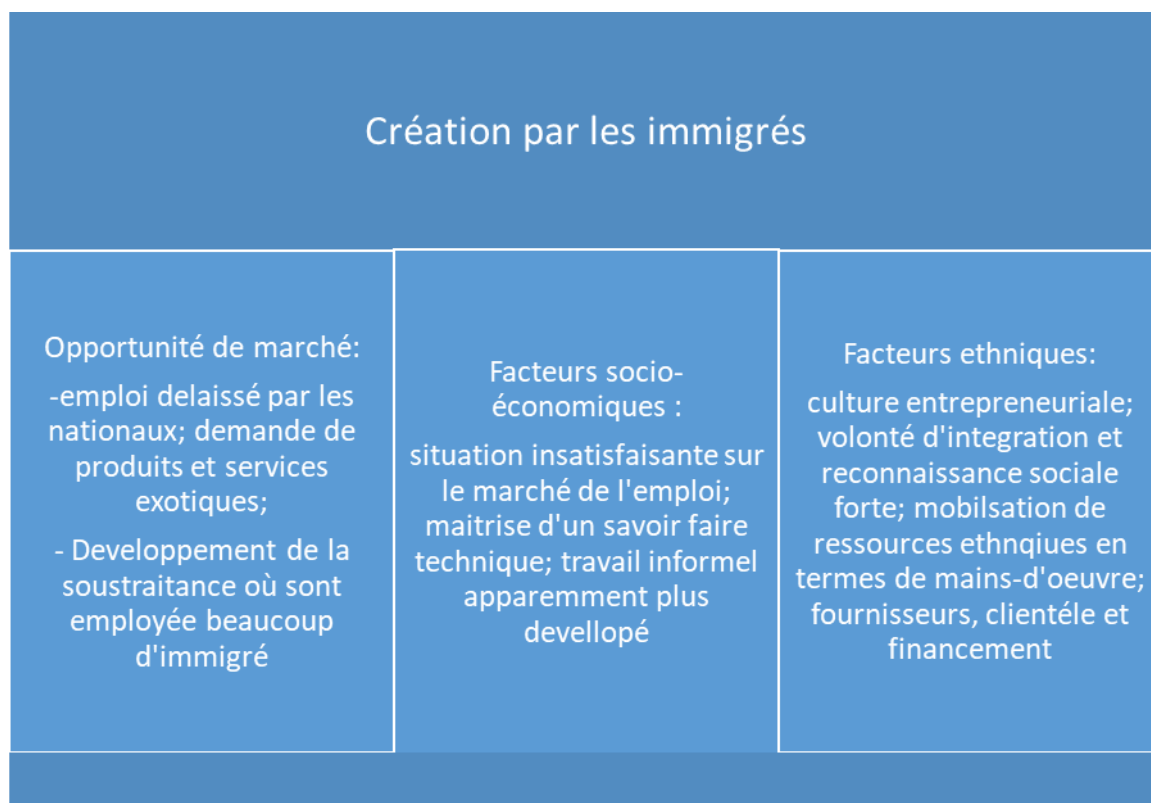 Création par les immigrés
Opportunité de marché:
-emploi delaissé par les
nationaux; demande de
produits et services
exotiques;
- Developpement de la
soustraitance où sont
employée beaucoup
d'immigré
Facteurs socio-
économiques :
situation insatisfaisante sur
le marché de l'emploi;
maitrise d'un savoir faire
technique; travail informel
apparemment plus
devellopé
Facteurs ethniques:
culture entrepreneuriale;
volonté d'integration et
reconnaissance sociale
forte; mobilsation de
ressources ethnqiues en
termes de mains-d'oeuvre;
fournisseurs, clientéle et
financement